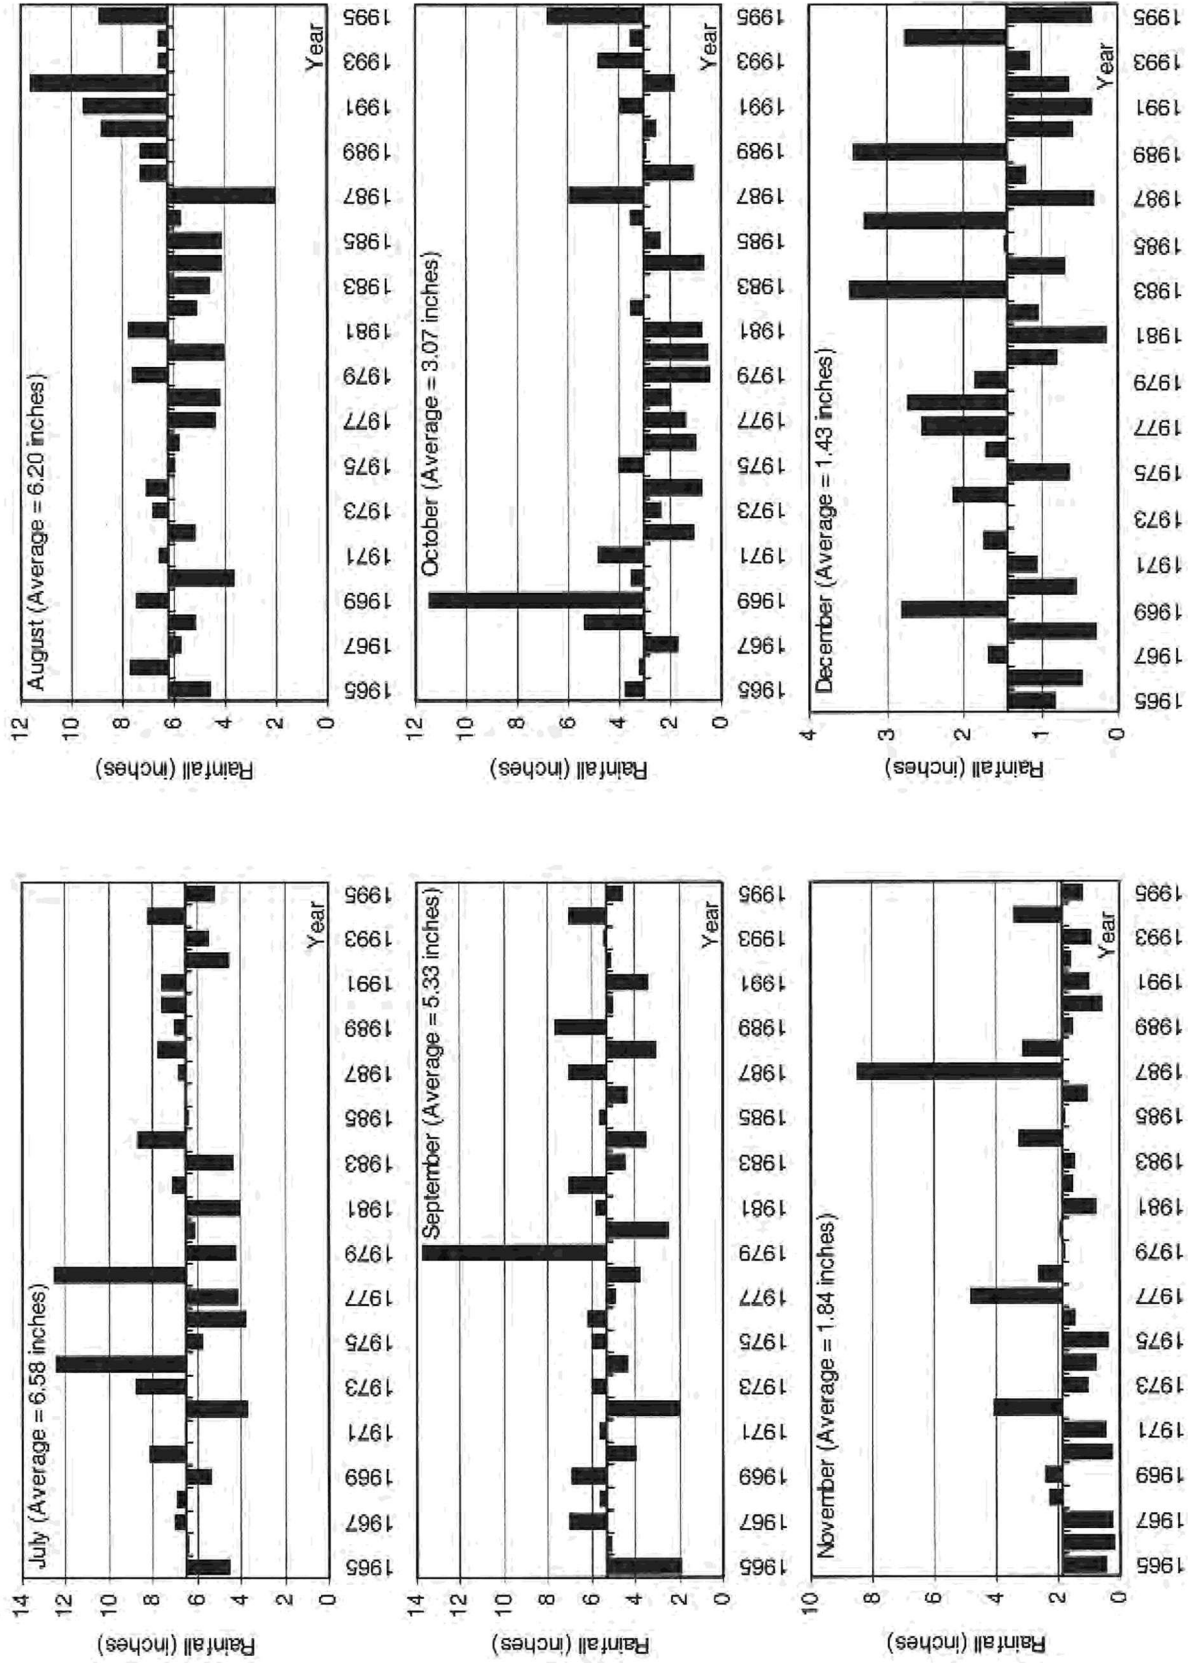 July (Average = 6.58 inches)
Rainfall (inches)
14
12
10
8
6
4
2
0
Year
1965 1967 1969 1971 1973 1975 1977 1979 1981 1983 1985 1987 1989 1991 1993 1995
August (Average = 6.20 inches)
Rainfall (inches)
12
10
8
6
4
2
0
Year
1965 1967 1969 1971 1973 1975 1977 1979 1981 1983 1985 1987 1989 1991 1993 1995
September (Average = 5.33 inches)
Rainfall (inches)
14
12
10
8
6
4
2
0
Year
1965 1967 1969 1971 1973 1975 1977 1979 1981 1983 1985 1987 1989 1991 1993 1995
October (Average = 3.07 inches)
Rainfall (inches)
12
10
8
6
4
2
0
Year
1965 1967 1969 1971 1973 1975 1977 1979 1981 1983 1985 1987 1989 1991 1993 1995
November (Average = 1.84 inches)
Rainfall (inches)
10
8
6
4
2
0
Year
1965 1967 1969 1971 1973 1975 1977 1979 1981 1983 1985 1987 1989 1991 1993 1995
December (Average = 1.43 inches)
Rainfall (inches)
4
3
2
1
0
Year
1965 1967 1969 1971 1973 1975 1977 1979 1981 1983 1985 1987 1989 1991 1993 1995